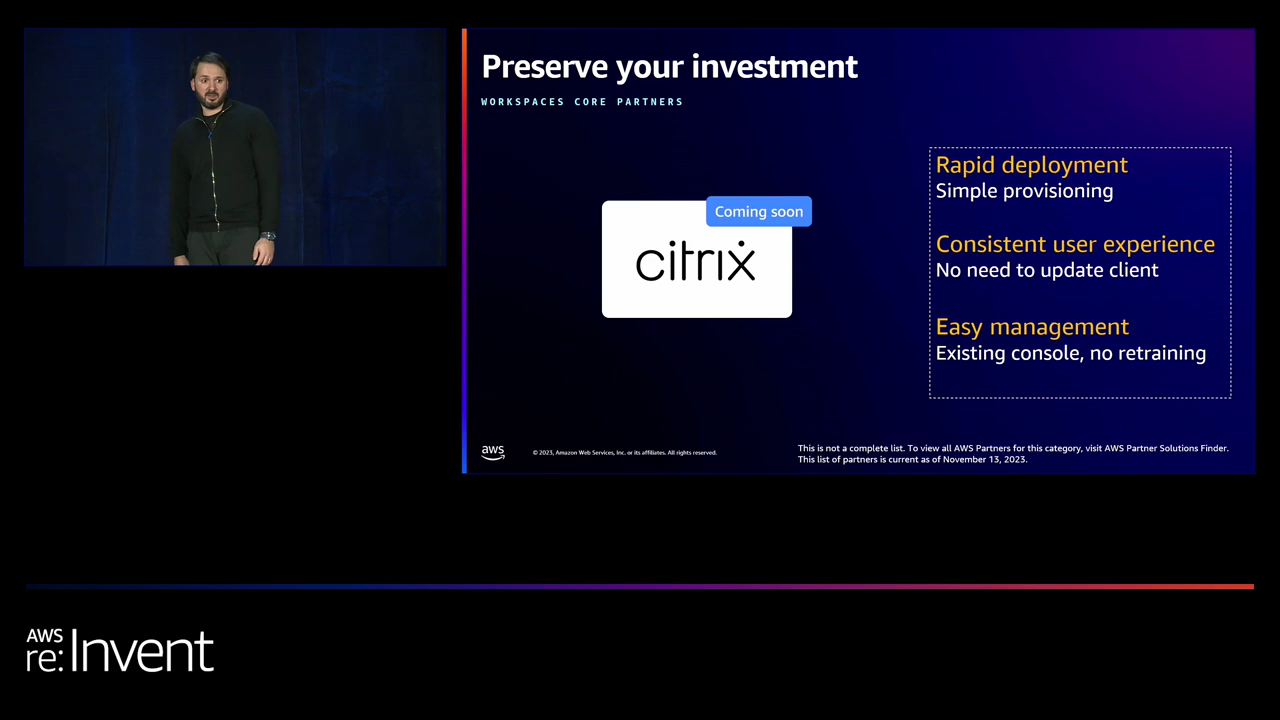 Preserve your investment
WORKSPACES CORE PARTNERS
Coming soon
citrix
Rapid deployment
Simple provisioning
Consistent user experience
No need to update client
Easy management
Existing console, no retraining
aws
© 2023, Amazon Web Services, Inc. or its affiliates. All rights reserved.
This is not a complete list. To view all AWS Partners for this category, visit AWS Partner Solutions Finder.
This list of partners is current as of November 13, 2023.
AWS
re:Invent